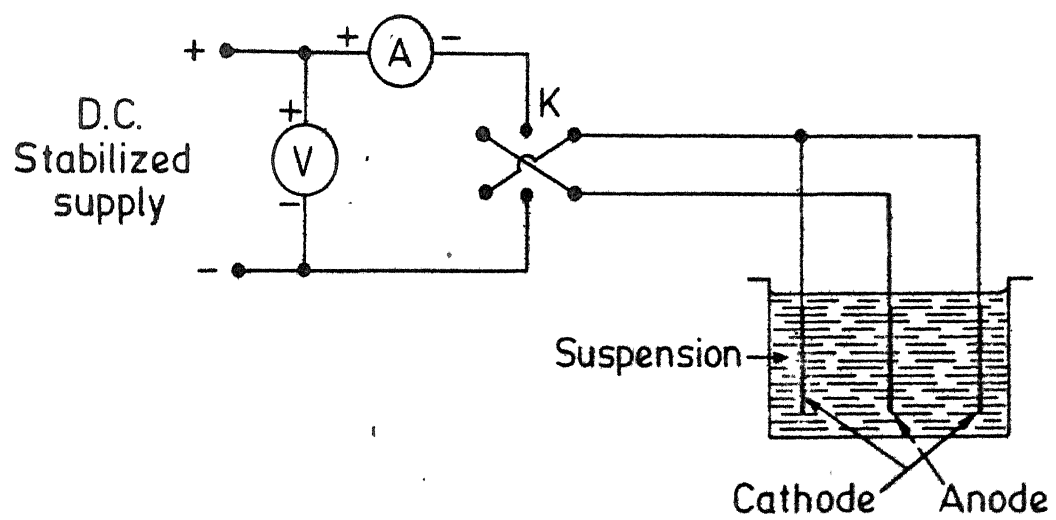 +
+ A −
K
D.C.
Stabilized
supply
+
V
−
−
Suspension
Cathode Anode